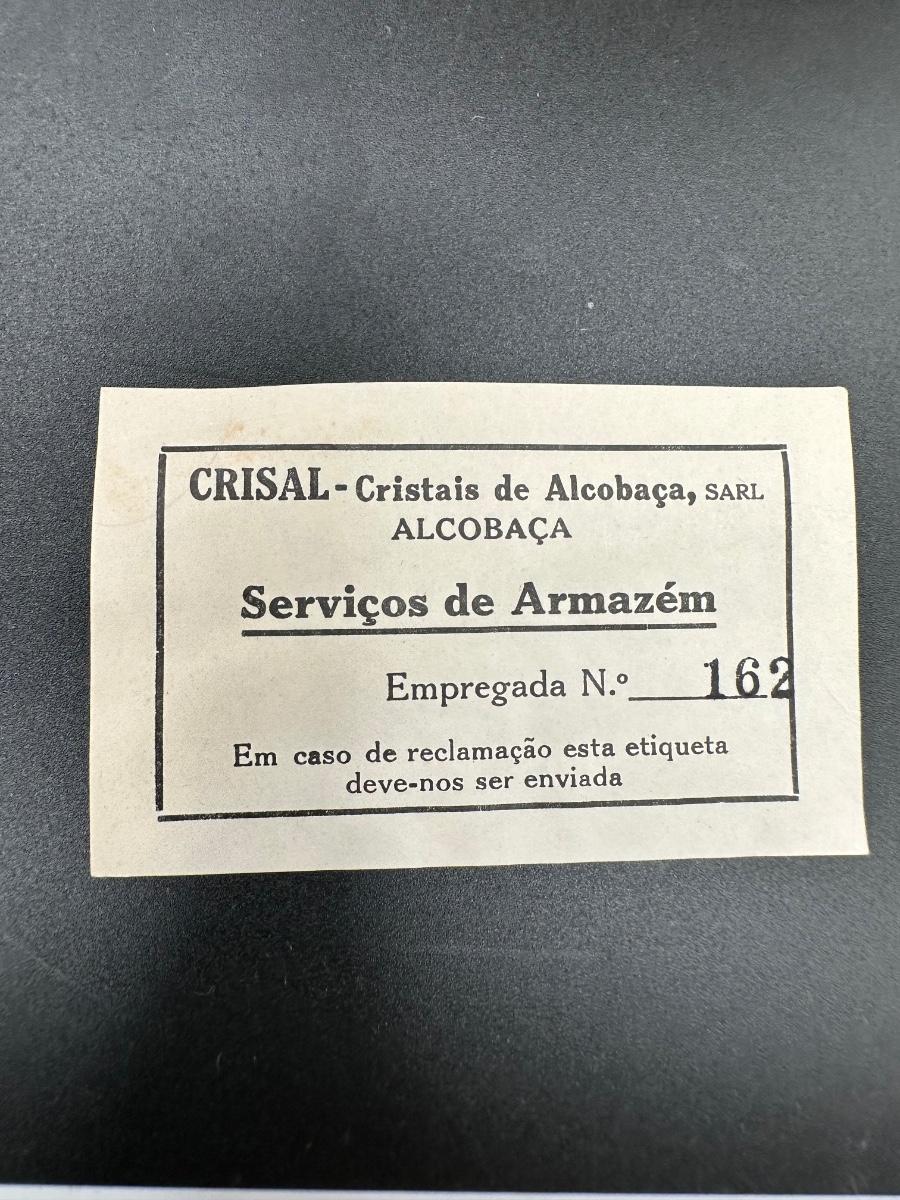 CRISAL - Cristais de Alcobaça, SARL
ALCOBAÇA
Serviços de Armazém
Empregada N.º 162
Em caso de reclamação esta etiqueta
deve-nos ser enviada